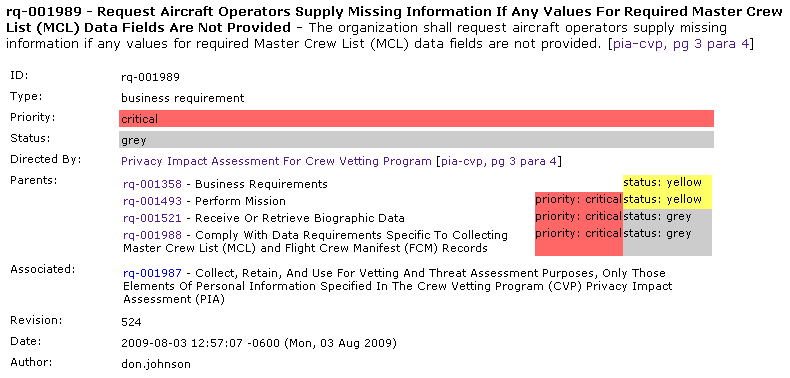 rq-001989 - Request Aircraft Operators Supply Missing Information If Any Values For Required Master Crew
List (MCL) Data Fields Are Not Provided - The organization shall request aircraft operators supply missing
information if any values for required Master Crew List (MCL) data fields are not provided. [pia-cvp, pg 3 para 4]
ID: rq-001989
Type: business requirement
Priority: critical
Status: grey
Directed By: Privacy Impact Assessment For Crew Vetting Program [pia-cvp, pg 3 para 4]
Parents: rq-001358 - Business Requirements status: yellow
rq-001493 - Perform Mission priority: critical status: yellow
rq-001521 - Receive Or Retrieve Biographic Data priority: critical status: grey
rq-001988 - Comply With Data Requirements Specific To Collecting priority: critical status: grey
Master Crew List (MCL) and Flight Crew Manifest (FCM) Records
Associated: rq-001987 - Collect, Retain, And Use For Vetting And Threat Assessment Purposes, Only Those
Elements Of Personal Information Specified In The Crew Vetting Program (CVP) Privacy Impact
Assessment (PIA)
Revision: 524
Date: 2009-08-03 12:57:07 -0600 (Mon, 03 Aug 2009)
Author: don.johnson